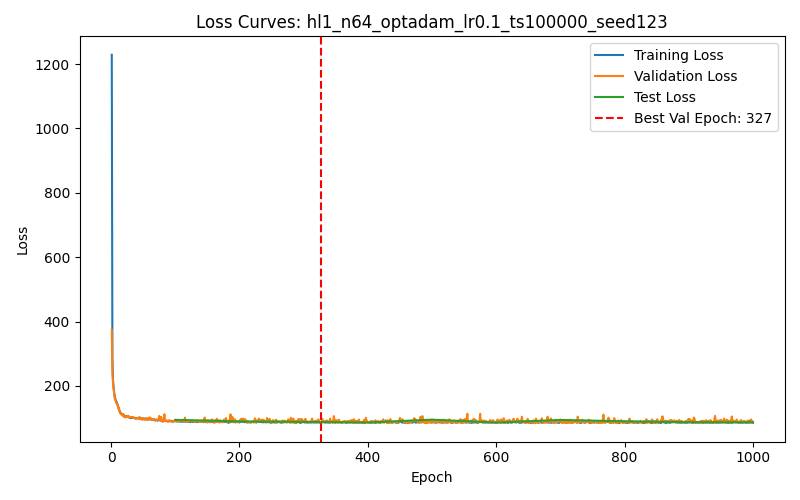 Loss Curves: hl1_n64_optadam_lr0.1_ts100000_seed123
Training Loss
Validation Loss
Test Loss
Best Val Epoch: 327
Loss
1200
1000
800
600
400
200
0
200
400
600
800
1000
Epoch